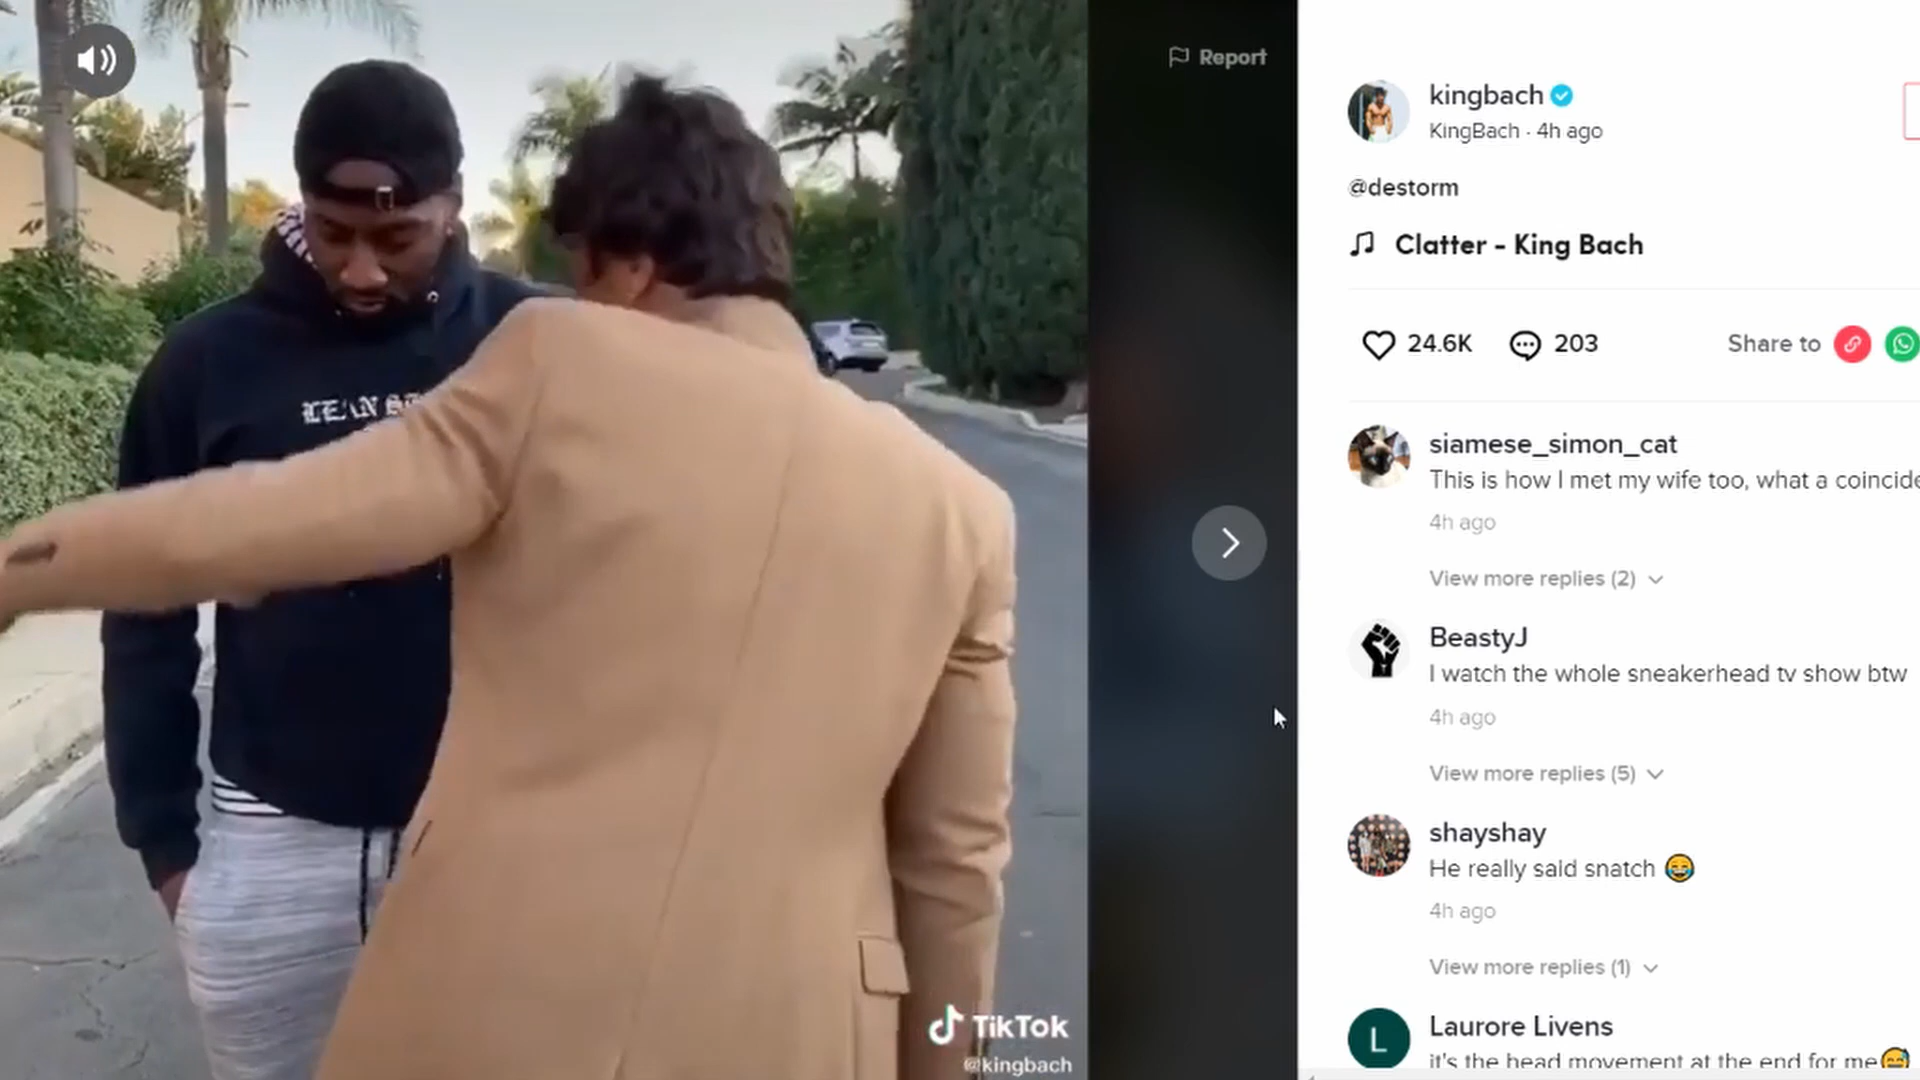 Report
kingbach
KingBach · 4h ago
@destorm
Clatter - King Bach
24.6K
203
Share to
siamese_simon_cat
This is how I met my wife too, what a
4h ago
View more replies (2)
BeastyJ
I watch the whole sneakerhead tv show btw
4h ago
View more replies (5)
shayshay
He really said snatch 😂
4h ago
View more replies (1)
L
Laurore Livens
it's the head movement at the end for me😅
TikTok
@kingbach